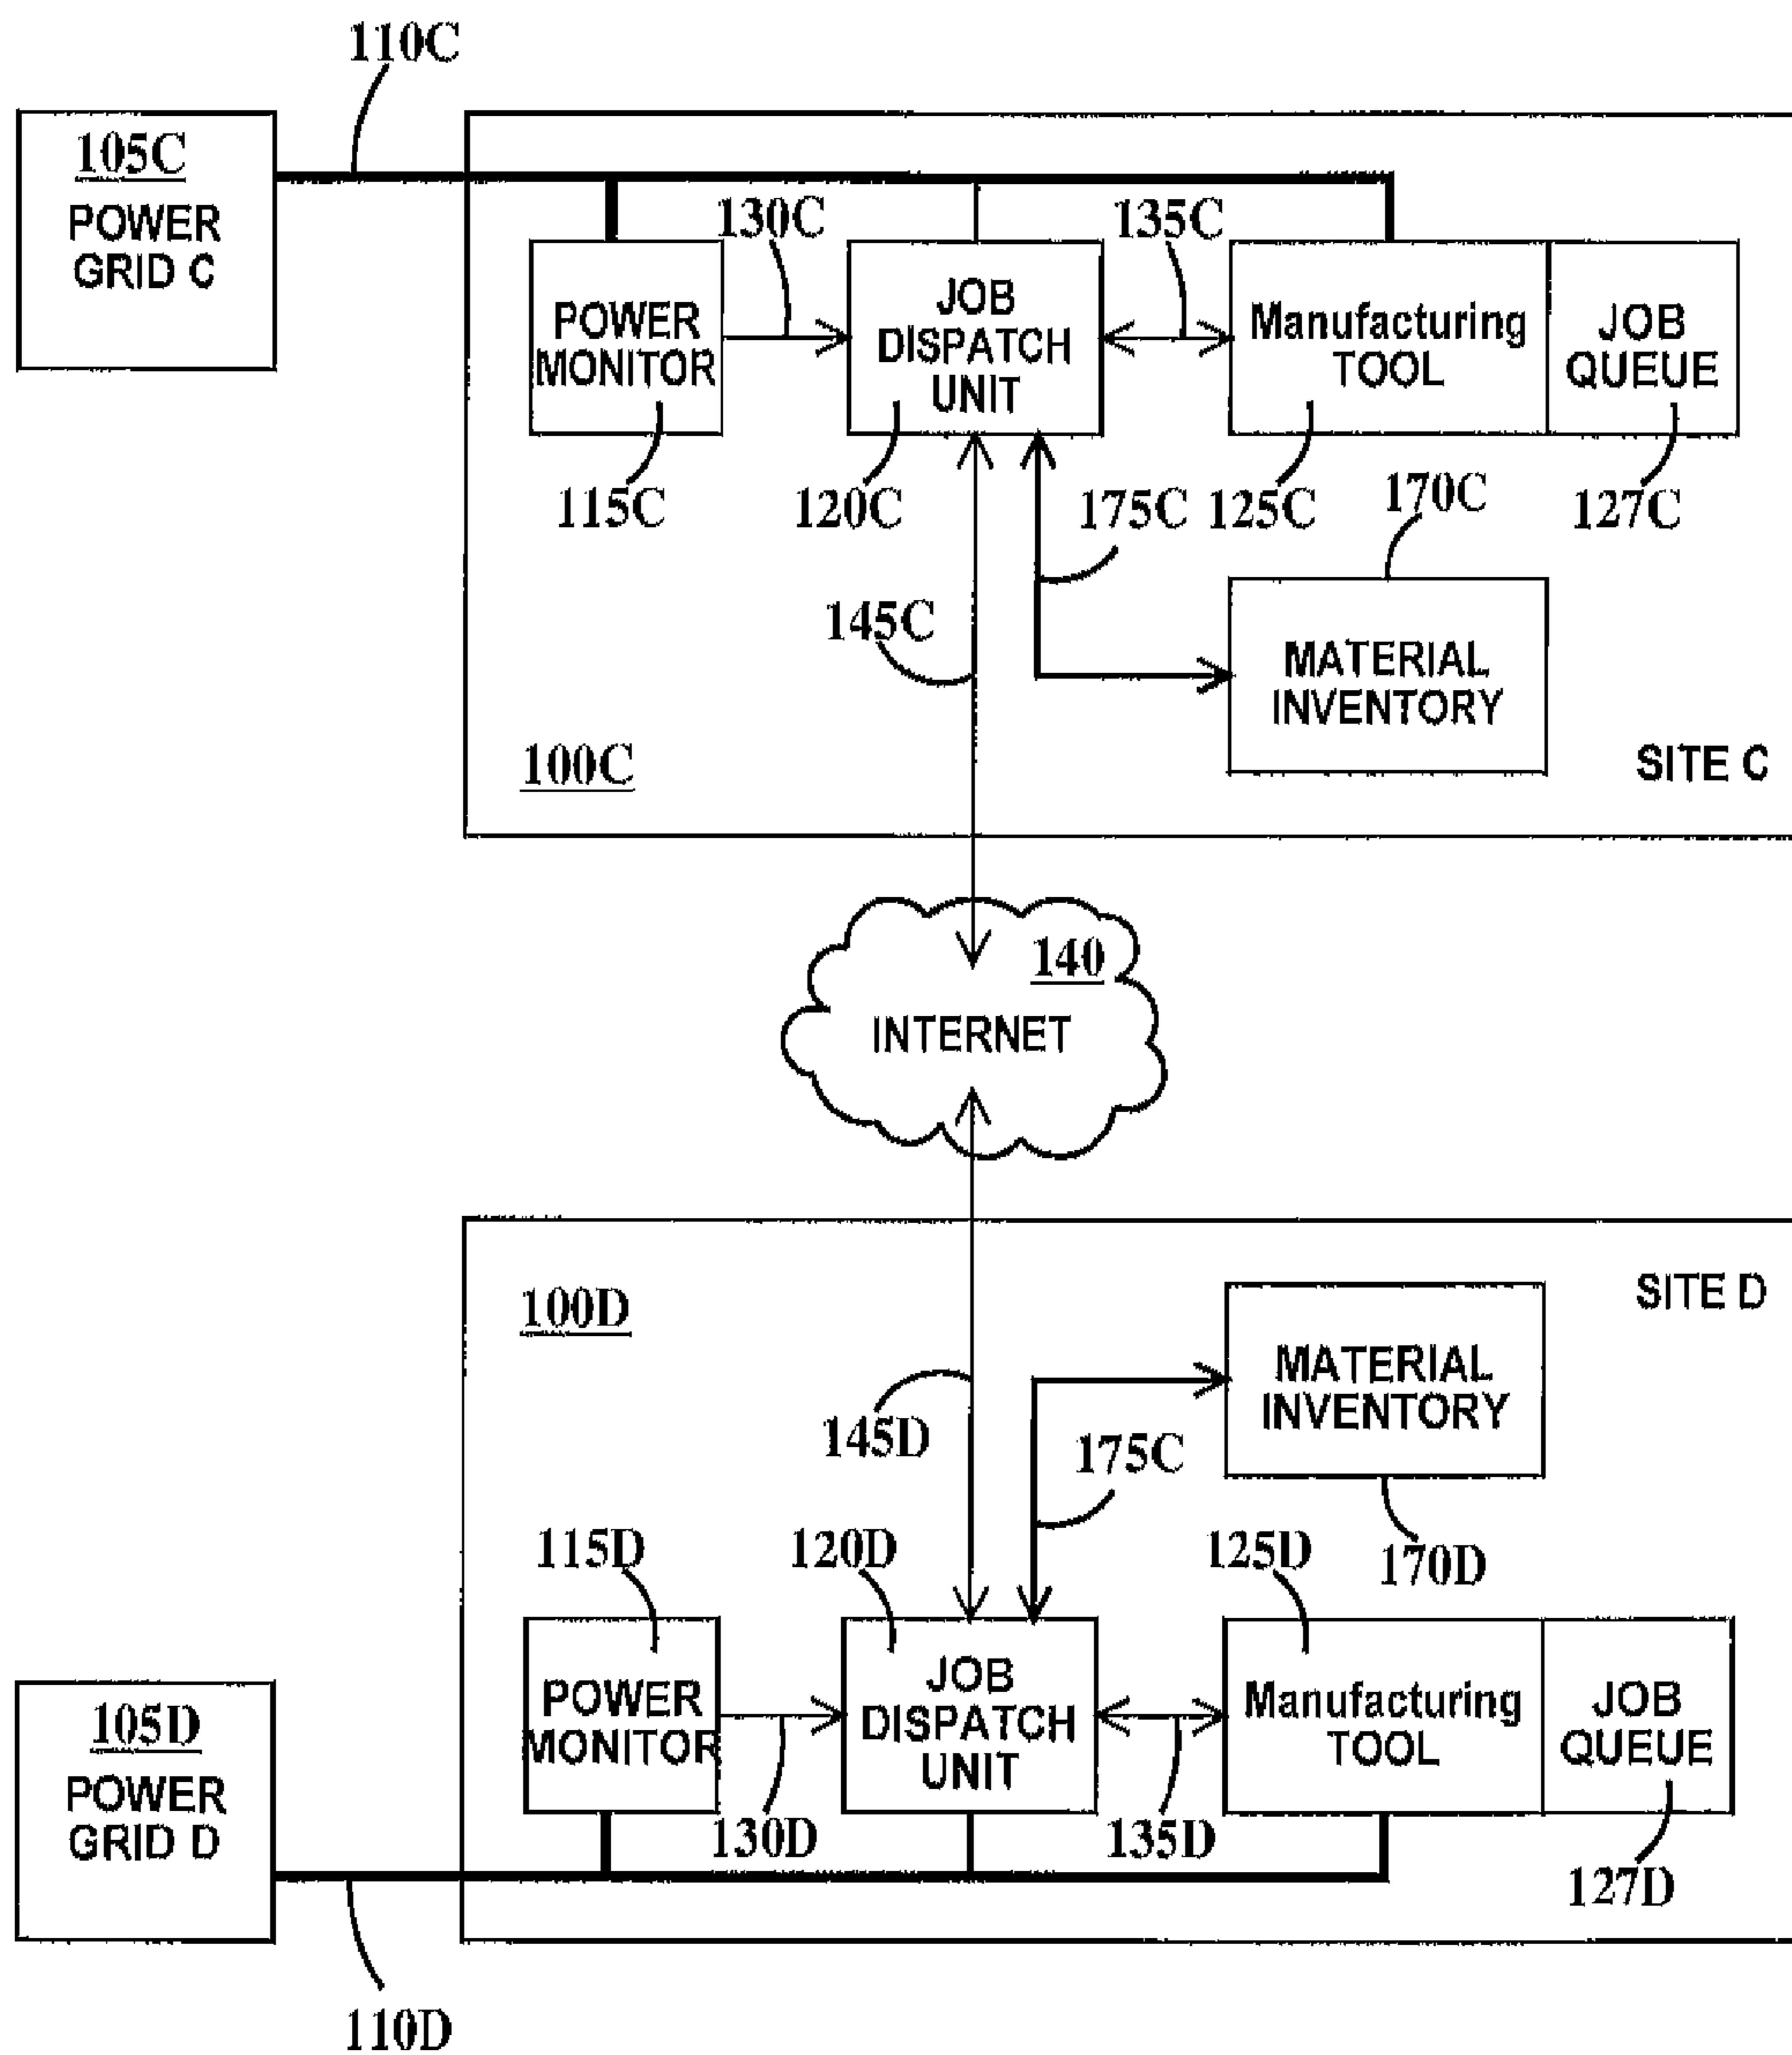 110C
105C
POWER
GRID C
130C
135C
POWER
MONITOR
JOB
DISPATCH
UNIT
Manufacturing
TOOL
JOB
QUEUE
115C
120C
175C
125C
170C
127C
145C
MATERIAL
INVENTORY
100C
SITE C
140
INTERNET
100D
SITE D
MATERIAL
INVENTORY
145D
175C
115D
120D
125D
170D
105D
POWER
GRID D
POWER
MONITOR
JOB
DISPATCH
UNIT
Manufacturing
TOOL
JOB
QUEUE
130D
135D
127D
110D